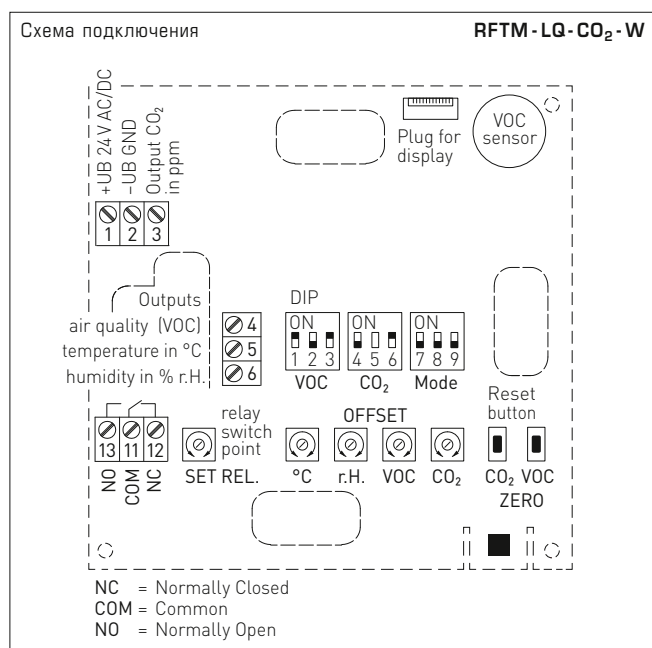 Схема подключения
RFTM-LQ-CO₂-W
+UB 24V AC/DC
–UB GND
Output CO₂
in ppm
1 2 3
Plug for
display
VOC
sensor
Outputs
air quality (VOC)
temperature in °C
humidity in % r.H.
4
5
6
DIP
ON ON ON
1 2 3 4 5 6 7 8 9
VOC CO₂ Mode
13 11 12
NO
COM
NC
relay
switch
point
SET REL.
OFFSET
°C r.H. VOC CO₂
Reset
button
CO₂ VOC
ZERO
NC = Normally Closed
COM = Common
NO = Normally Open